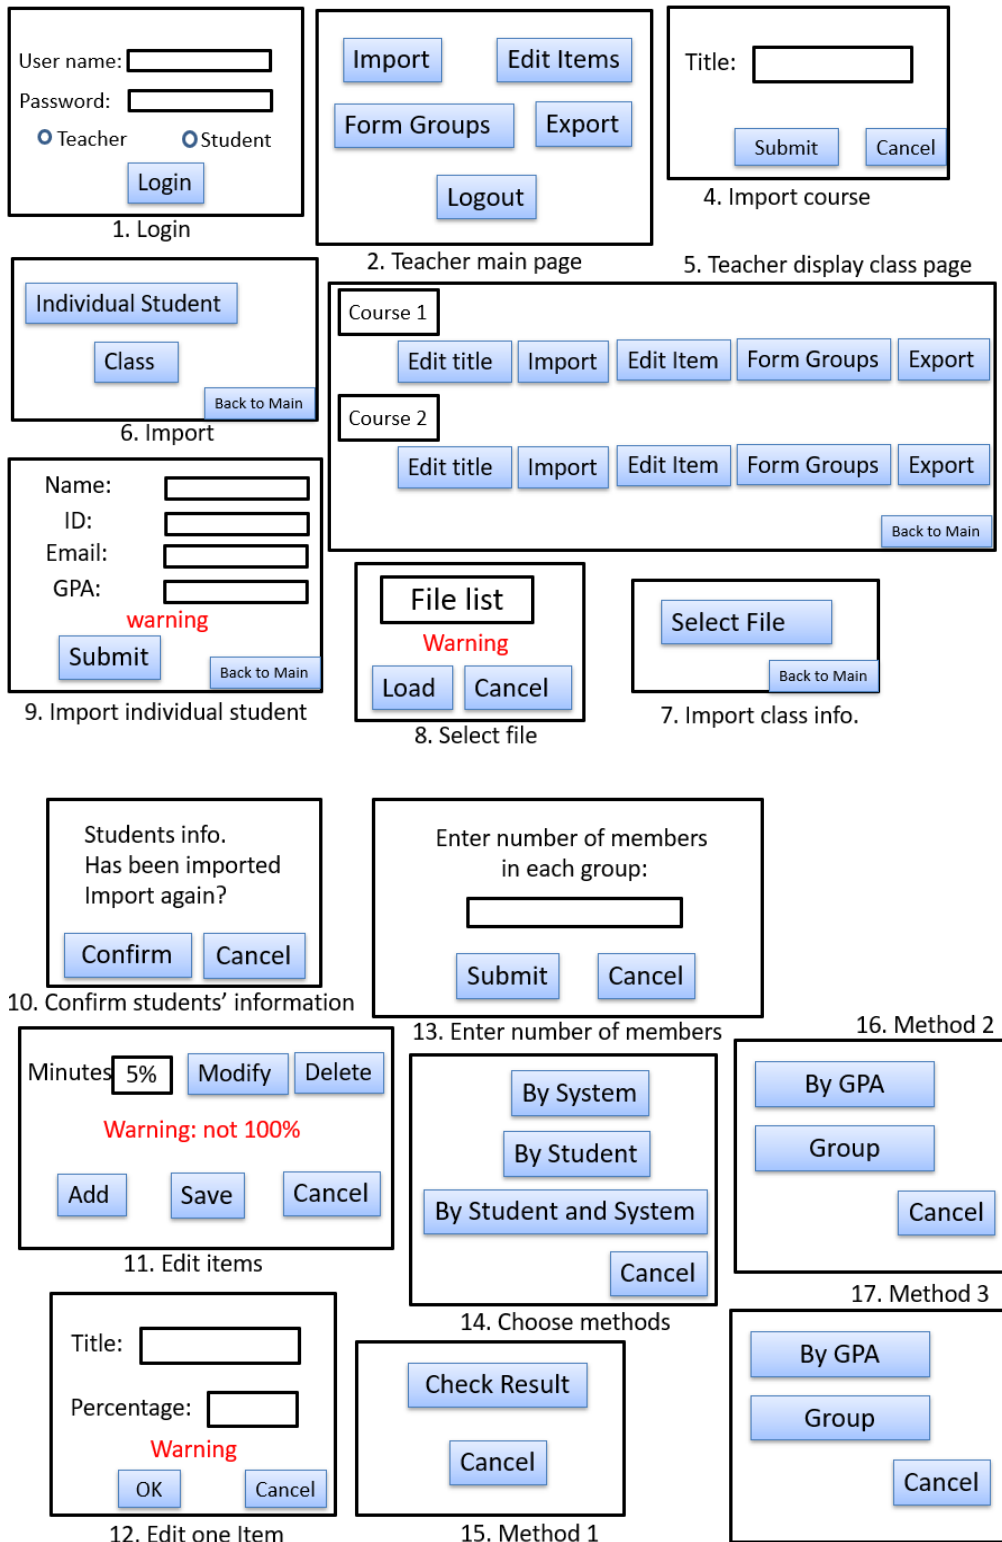 User name:
Password:
Teacher Student
Login
1. Login
Import Edit Items
Form Groups Export
Logout
2. Teacher main page
Title:
Submit Cancel
4. Import course
5. Teacher display class page
Course 1
Edit title Import Edit Item Form Groups Export
Course 2
Edit title Import Edit Item Form Groups Export
Back to Main
Individual Student
Class
Back to Main
6. Import
Name:
ID:
Email:
GPA:
warning
Submit Back to Main
9. Import individual student
File list
Warning
Load Cancel
8. Select file
Select File
Back to Main
7. Import class info.
Students info.
Has been imported
Import again?
Confirm Cancel
10. Confirm students’ information
Enter number of members
in each group:
Submit Cancel
13. Enter number of members
Minutes 5% Modify Delete
Warning: not 100%
Add Save Cancel
11. Edit items
By System
By Student
By Student and System
Cancel
14. Choose methods
16. Method 2
By GPA
Group
Cancel
Title:
Percentage:
Warning
OK Cancel
12. Edit one Item
Check Result
Cancel
15. Method 1
17. Method 3
By GPA
Group
Cancel